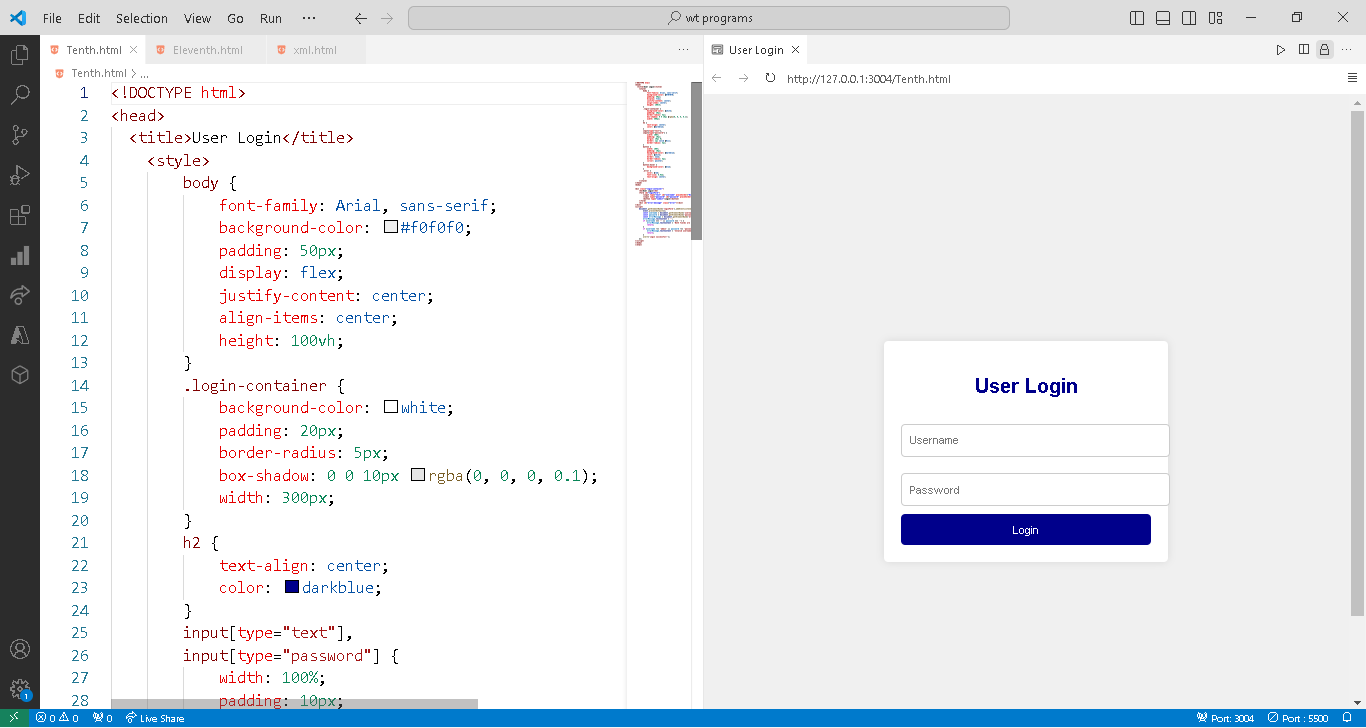 File Edit Selection View Go Run ··· wt programs
Tenth.html Eleventh.html xml.html ···
Tenth.html > ...
1 <!DOCTYPE html>
2 <head>
3 <title>User Login</title>
4 <style>
5 body {
6 font-family: Arial, sans-serif;
7 background-color: #f0f0f0;
8 padding: 50px;
9 display: flex;
10 justify-content: center;
11 align-items: center;
12 height: 100vh;
13 }
14 .login-container {
15 background-color: white;
16 padding: 20px;
17 border-radius: 5px;
18 box-shadow: 0 0 10px rgba(0, 0, 0, 0.1);
19 width: 300px;
20 }
21 h2 {
22 text-align: center;
23 color: darkblue;
24 }
25 input[type="text"],
26 input[type="password"] {
27 width: 100%;
28 padding: 10px;
User Login
http://127.0.0.1:3004/Tenth.html
User Login
Username
Password
Login
1
0 0 0 Live Share Port: 3004 Port : 5500